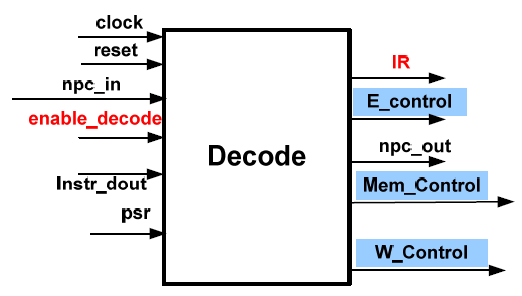 clock
reset
npc_in
enable_decode
Instr_dout
psr
Decode
IR
E_control
npc_out
Mem_Control
W_Control